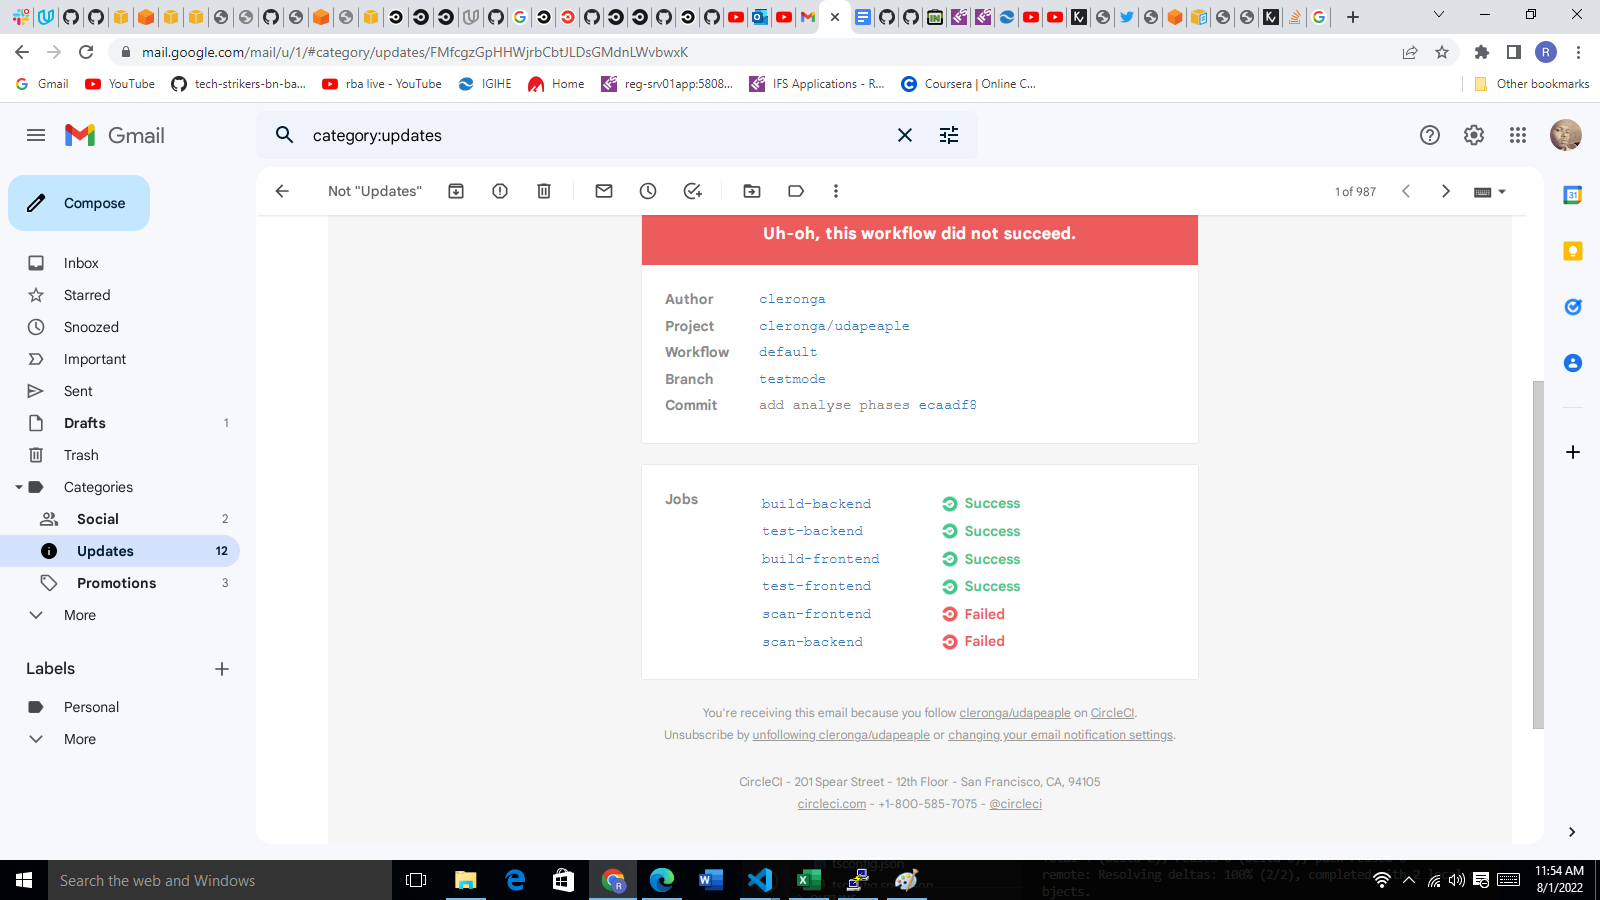 mail.google.com/mail/u/1/#category/updates/FMfcgzGpHHWjrbCbtJLDsGMdnLWvbwxK
R
Gmail
YouTube
tech-strikers-bn-ba...
rba live - YouTube
IGIHE
Home
reg-srv01app:5808...
IFS Applications - R...
Coursera | Online C...
Other bookmarks
Gmail
category:updates
Compose
Not "Updates"
1 of 987
Inbox
Starred
Snoozed
Important
Sent
Drafts 1
Trash
Categories
Social 2
Updates 12
Promotions 3
More
Labels
Personal
More
Uh-oh, this workflow did not succeed.
Author cleronga
Project cleronga/udapeaple
Workflow default
Branch testmode
Commit add analyse phases ecaadf8
Jobs
build-backend Success
test-backend Success
build-frontend Success
test-frontend Success
scan-frontend Failed
scan-backend Failed
You're receiving this email because you follow cleronga/udapeaple on CircleCI.
Unsubscribe by unfollowing cleronga/udapeaple or changing your email notification settings.
CircleCI - 201 Spear Street - 12th Floor - San Francisco, CA, 94105
circleci.com - +1-800-585-7075 - @circleci
31
Search the web and Windows
tsconfig.json
remote: Resolving deltas: 100% (2/2), completed with 2 local
bjects.
11:54 AM
8/1/2022